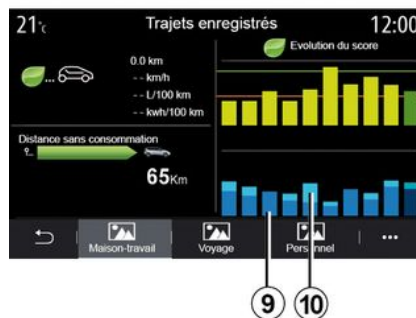 21°c Trajets enregistrés 12:00
Evolution du score
0.0 km
-- km/h
-- L/100 km
-- kwh/100 km
Distance sans consommation
65Km
Maison-travail
Voyage
Personnel
9 10